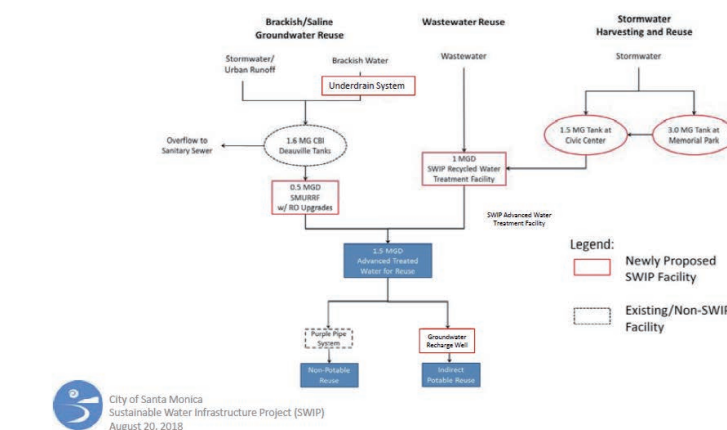 Brackish/Saline
Groundwater Reuse
Wastewater Reuse
Stormwater
Harvesting and Reuse
Stormwater/
Urban Runoff
Brackish Water
Wastewater
Stormwater
Underdrain System
Overflow to
Sanitary Sewer
1.6 MG CBI
Deauville Tanks
1.5 MG Tank at
Civic Center
3.0 MG Tank at
Memorial Park
1 MGD
SWIP Recycled Water
Treatment Facility
0.5 MGD
SMURRF
w/ RO Upgrades
SWIP Advanced Water
Treatment Facility
1.5 MGD
Advanced Treated
Water for Reuse
Legend:
Newly Proposed
SWIP Facility
Existing/Non-SWIP
Facility
Purple Pipe
System
Groundwater
Recharge Well
Non-Potable
Reuse
Indirect
Potable Reuse
City of Santa Monica
Sustainable Water Infrastructure Project (SWIP)
August 20, 2018